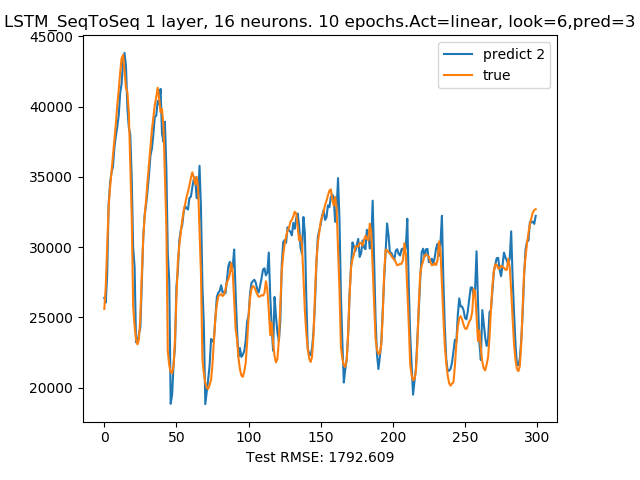 LSTM_SeqToSeq 1 layer, 16 neurons. 10 epochs.Act=linear, look=6,pred=3
predict 2
true
45000
40000
35000
30000
25000
20000
0 50 100 150 200 250 300
Test RMSE: 1792.609